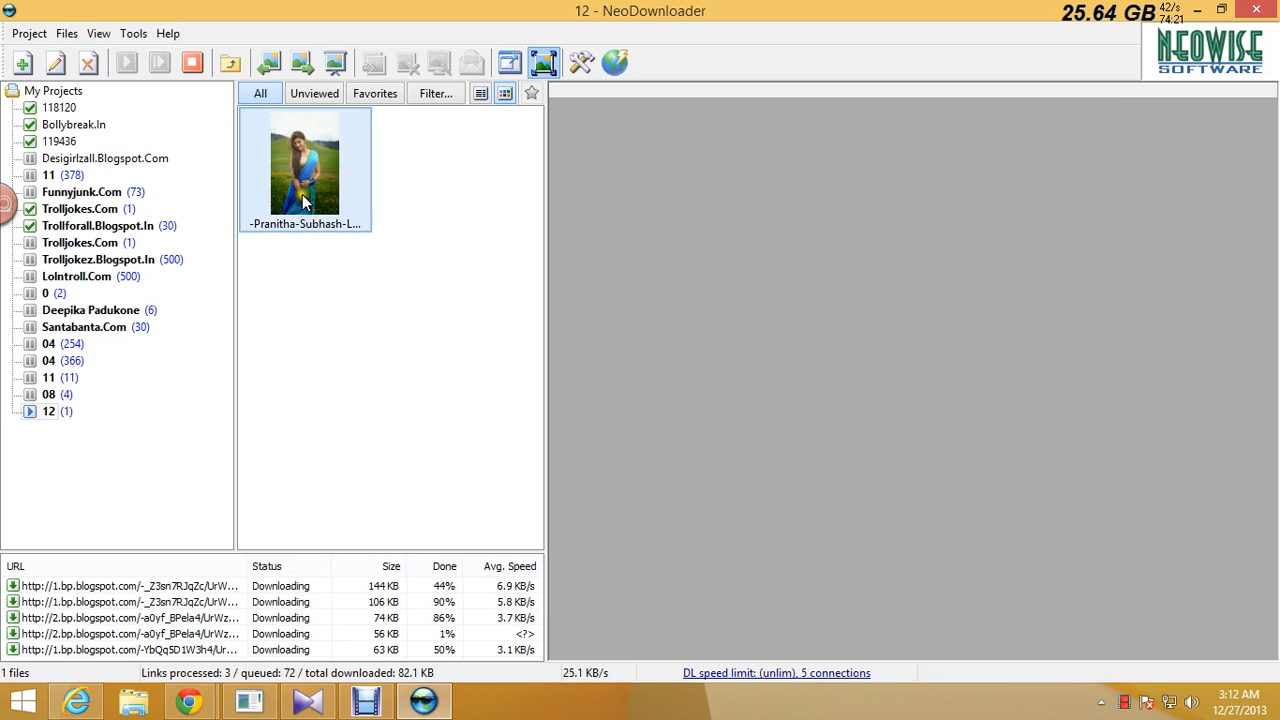 12 - NeoDownloader
25.64 GB
42/s
74:21
Project Files View Tools Help
NEOWISE
SOFTWARE
My Projects
118120
Bollybreak.In
119436
Desigirlzall.Blogspot.Com
11 (378)
Funnyjunk.Com (73)
Trolljokes.Com (1)
Trollforall.Blogspot.In (30)
Trolljokes.Com (1)
Trolljokez.Blogspot.In (500)
Lolntroll.Com (500)
0 (2)
Deepika Padukone (6)
Santabanta.Com (30)
04 (254)
04 (366)
11 (11)
08 (4)
12 (1)
All Unviewed Favorites Filter...
-Pranitha-Subhash-L...
URL Status Size Done Avg. Speed
http://1.bp.blogspot.com/-_Z3sn7RJqZc/UrW... Downloading 144 KB 44% 6.9 KB/s
http://1.bp.blogspot.com/-_Z3sn7RJqZc/UrW... Downloading 106 KB 90% 5.8 KB/s
http://2.bp.blogspot.com/-a0yf_BPela4/UrWz... Downloading 74 KB 86% 3.7 KB/s
http://2.bp.blogspot.com/-a0yf_BPela4/UrWz... Downloading 56 KB 1% <?>
http://1.bp.blogspot.com/-YbQq5D1W3h4/Ur... Downloading 63 KB 50% 3.1 KB/s
1 files Links processed: 3 / queued: 72 / total downloaded: 82.1 KB 25.1 KB/s DL speed limit: (unlim), 5 connections
3:12 AM
12/27/2013